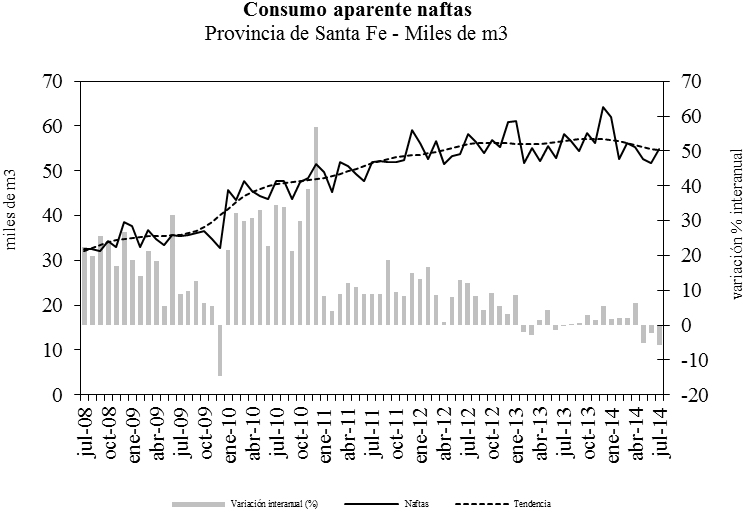 Consumo aparente naftas
Provincia de Santa Fe - Miles de m3
70
60
50
40
30
20
10
0
miles de m3
70
60
50
40
30
20
10
0
-10
-20
variación % interanual
jul-08
oct-08
ene-09
abr-09
jul-09
oct-09
ene-10
abr-10
jul-10
oct-10
ene-11
abr-11
jul-11
oct-11
ene-12
abr-12
jul-12
oct-12
ene-13
abr-13
jul-13
oct-13
ene-14
abr-14
jul-14
Variación interanual (%)
Naftas
Tendencia